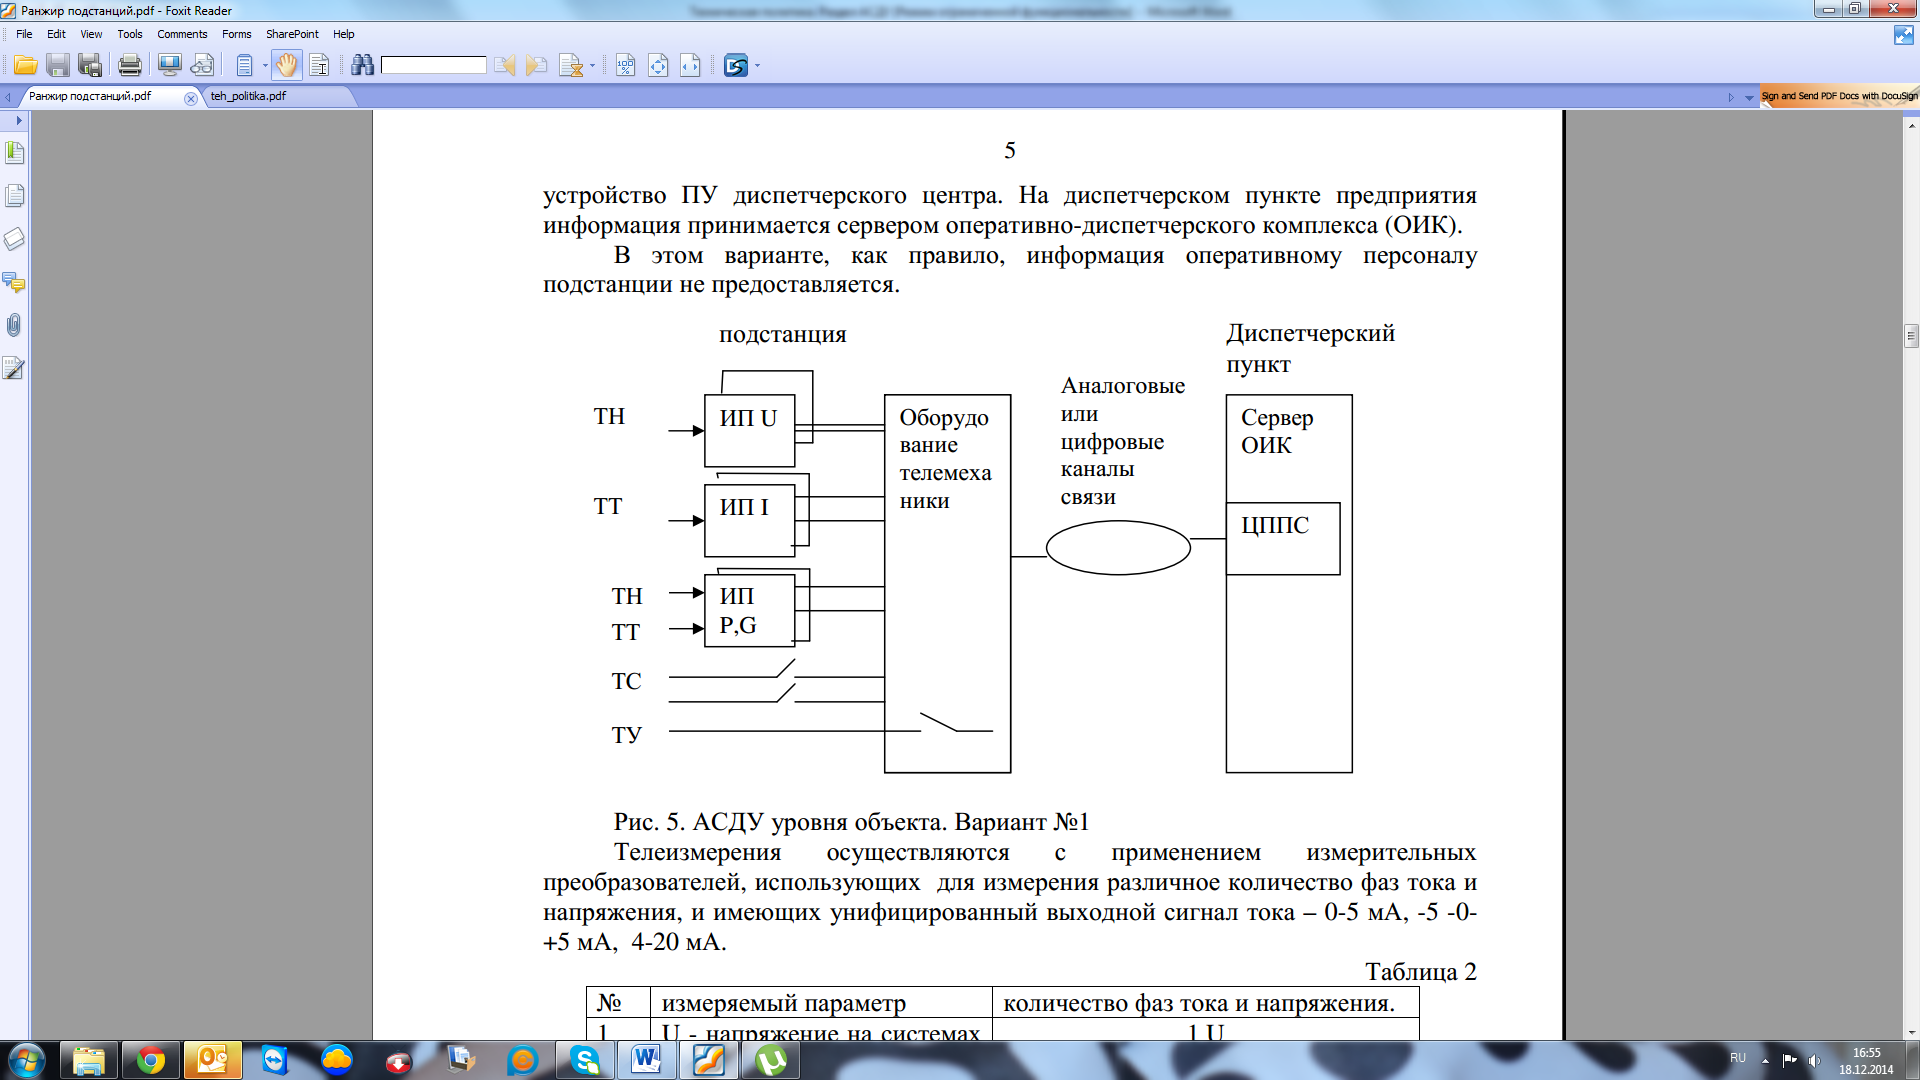 Ранжир подстанций.pdf - Foxit Reader
File Edit View Tools Comments Forms SharePoint Help
Ранжир подстанций.pdf
teh_politika.pdf
Sign and Send PDF Docs with DocuSign
5
устройство ПУ диспетчерского центра. На диспетчерском пункте предприятия
информация принимается сервером оперативно-диспетчерского комплекса (ОИК).
В этом варианте, как правило, информация оперативному персоналу
подстанции не предоставляется.
подстанция
Диспетчерский
пункт
Аналоговые
или
цифровые
каналы
связи
ТН
ИП U
Оборудо
вание
телемеха
ники
Сервер
ОИК
ТТ
ИП I
ЦППС
ТН
ТТ
ИП
P,G
ТС
ТУ
Рис. 5. АСДУ уровня объекта. Вариант №1
Телеизмерения осуществляются с применением измерительных
преобразователей, использующих для измерения различное количество фаз тока и
напряжения, и имеющих унифицированный выходной сигнал тока – 0-5 мА, -5 -0-
+5 мА, 4-20 мА.
Таблица 2
№ измеряемый параметр количество фаз тока и напряжения.
1 U - напряжение на системах 1 U
RU
16:55
18.12.2014